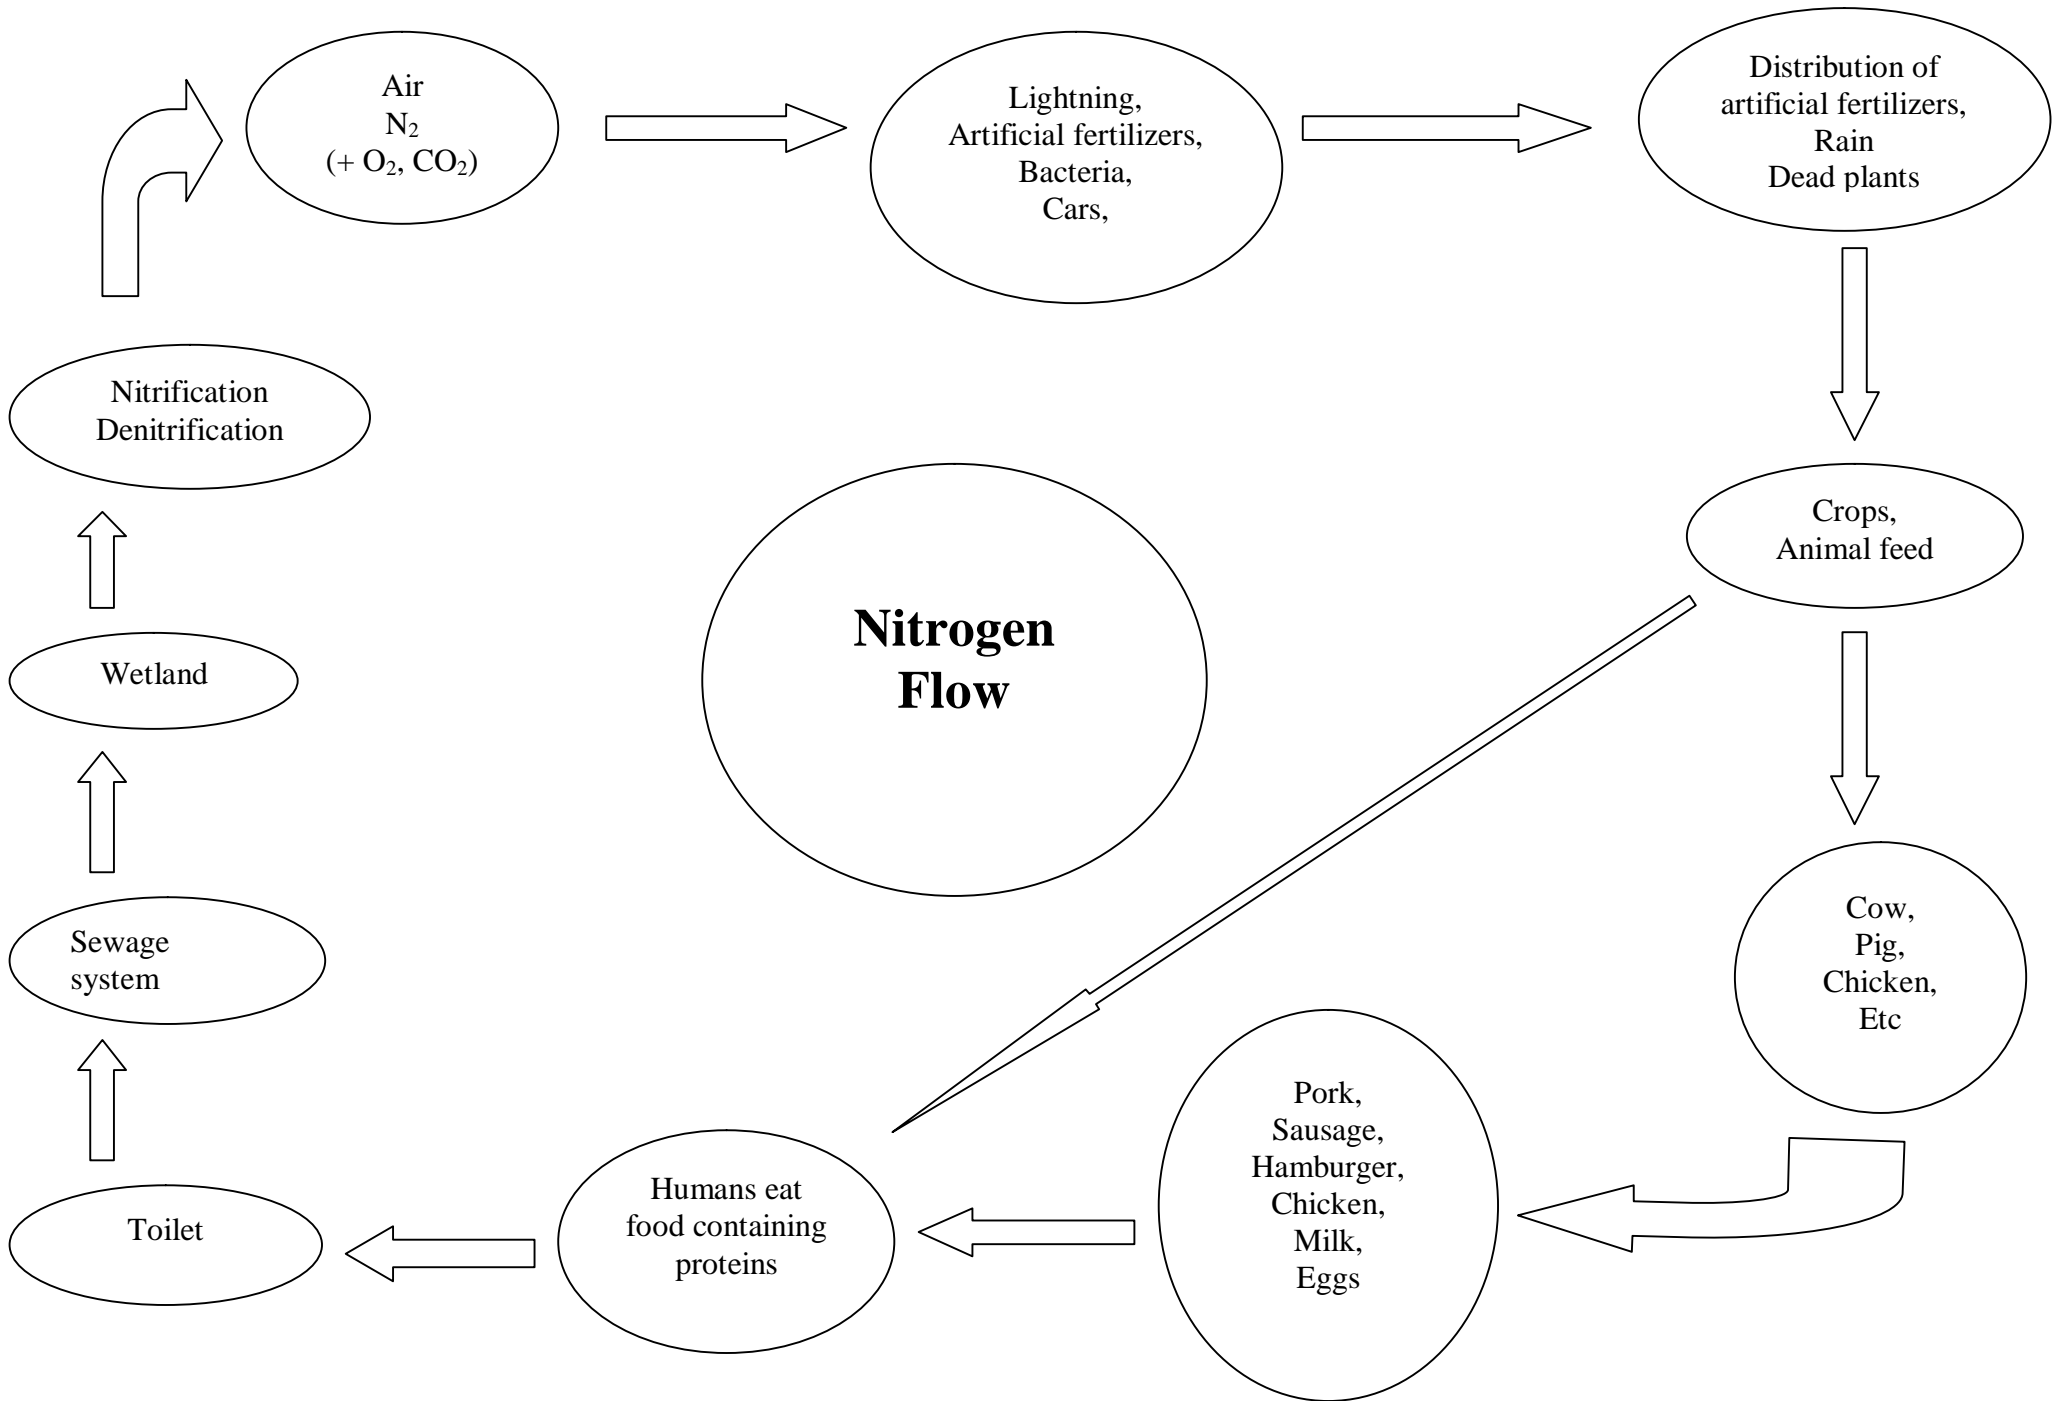 Air
N₂
(+ O₂, CO₂)
Lightning,
Artificial fertilizers,
Bacteria,
Cars,
Distribution of
artificial fertilizers,
Rain
Dead plants
Crops,
Animal feed
Cow,
Pig,
Chicken,
Etc
Pork,
Sausage,
Hamburger,
Chicken,
Milk,
Eggs
Humans eat
food containing
proteins
Toilet
Sewage
system
Wetland
Nitrification
Denitrification
Nitrogen
Flow